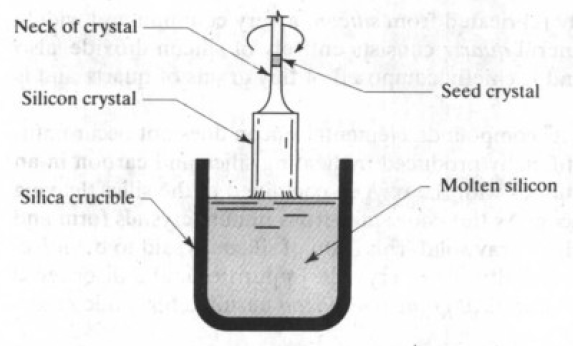 Neck of crystal
Silicon crystal
Seed crystal
Silica crucible
Molten silicon